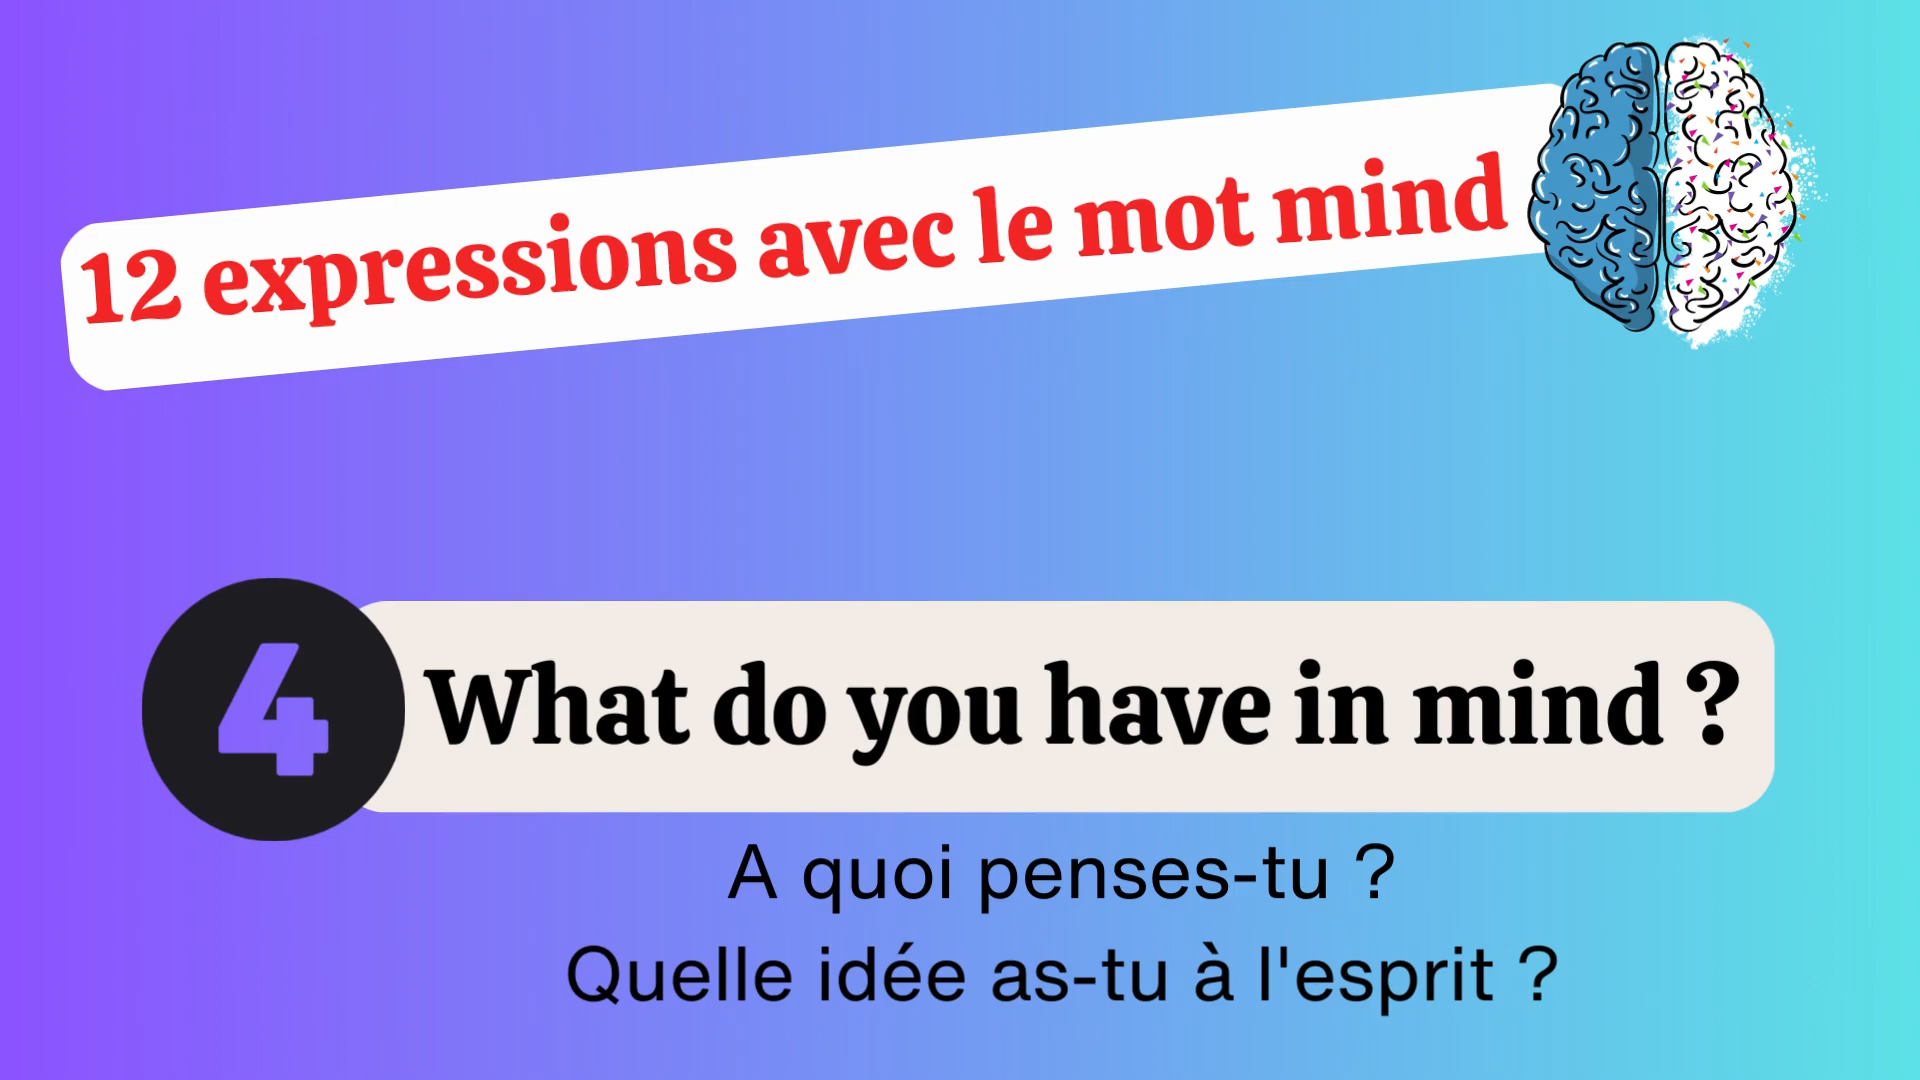 12 expressions avec le mot mind
4
What do you have in mind ?
A quoi penses-tu ?
Quelle idée as-tu à l'esprit ?